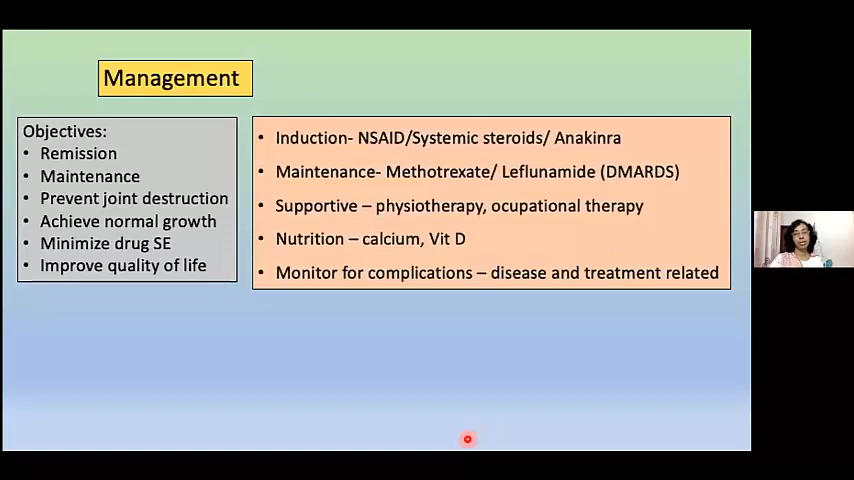 Management
Objectives:
• Remission
• Maintenance
• Prevent joint destruction
• Achieve normal growth
• Minimize drug SE
• Improve quality of life
• Induction- NSAID/Systemic steroids/ Anakinra
• Maintenance- Methotrexate/ Leflunamide (DMARDS)
• Supportive – physiotherapy, ocupational therapy
• Nutrition – calcium, Vit D
• Monitor for complications – disease and treatment related